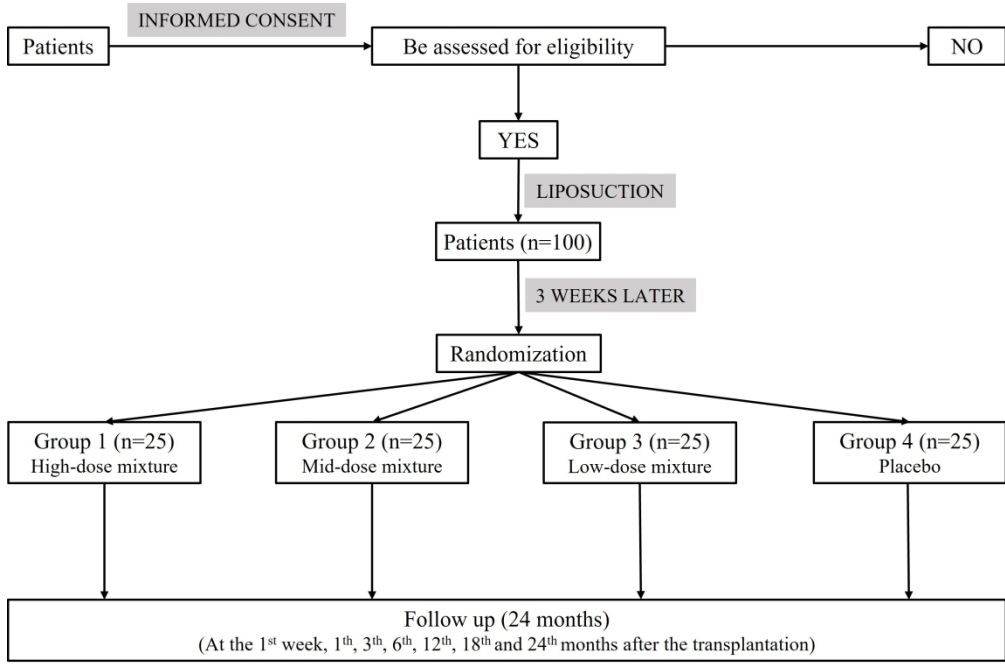 INFORMED CONSENT
Patients
Be assessed for eligibility
NO
YES
LIPOSUCTION
Patients (n=100)
3 WEEKS LATER
Randomization
Group 1 (n=25)
High-dose mixture
Group 2 (n=25)
Mid-dose mixture
Group 3 (n=25)
Low-dose mixture
Group 4 (n=25)
Placebo
Follow up (24 months)
(At the 1st week, 1th, 3th, 6th, 12th, 18th and 24th months after the transplantation)